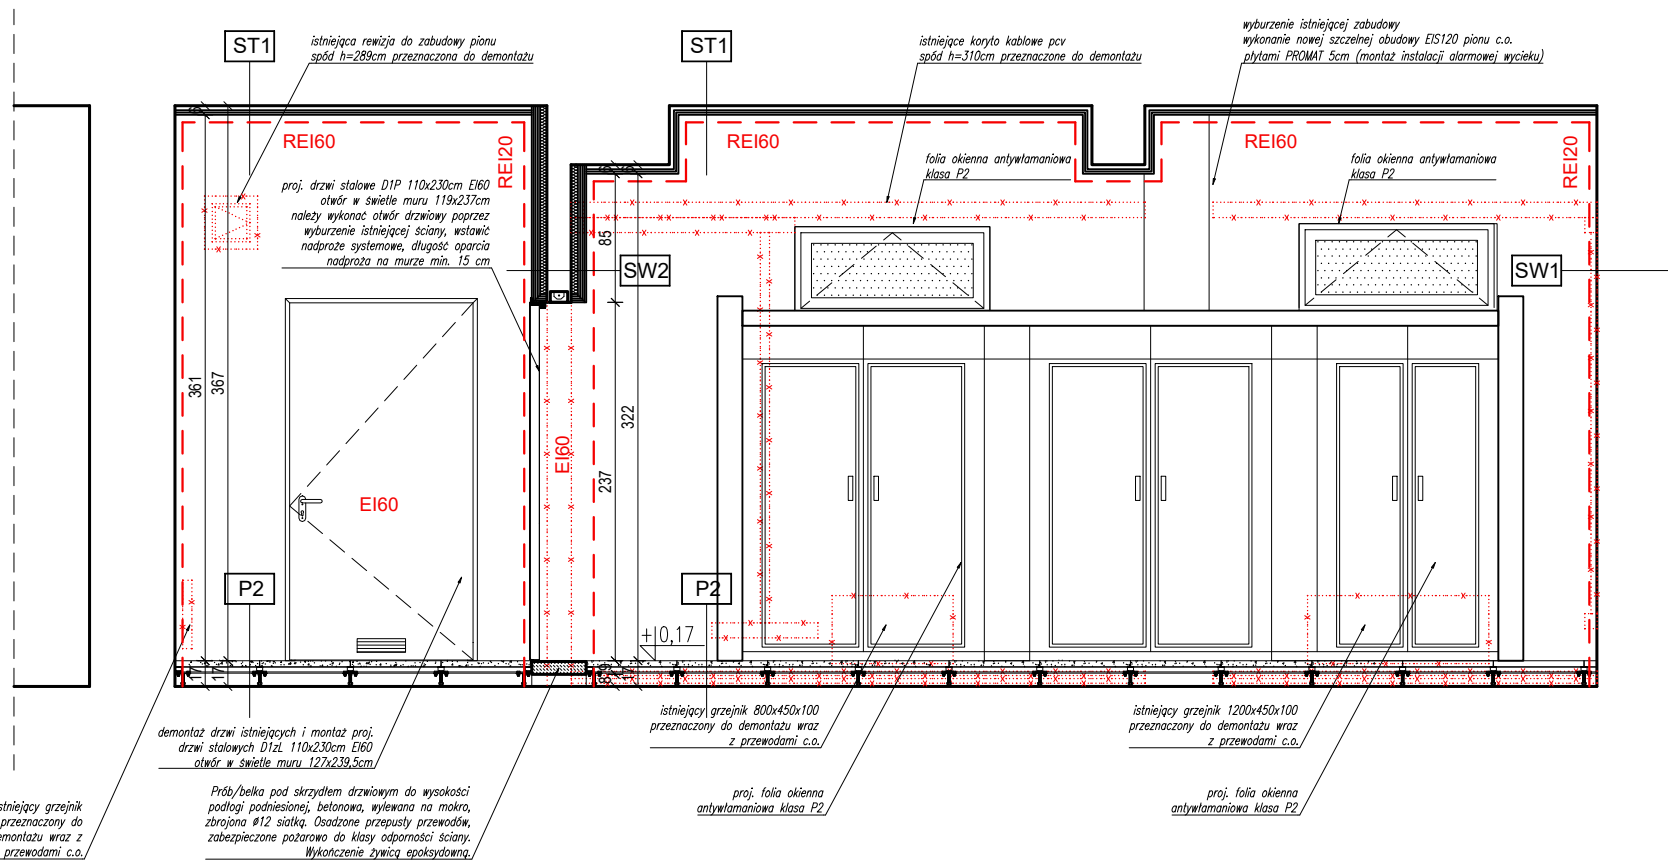 ST1
istniejąca rewizja do zabudowy pionu
spód h=289cm przeznaczona do demontażu
ST1
istniejące koryto kablowe pcv
spód h=310cm przeznaczone do demontażu
wyburzenie istniejącej zabudowy
wykonanie nowej szczelnej obudowy EIS120 pionu c.o.
płytami PROMAT 5cm (montaż instalacji alarmowej wycieku)
REI60
REI20
REI60
REI60
REI20
folia okienna antywłamaniowa
klasa P2
folia okienna antywłamaniowa
klasa P2
proj. drzwi stalowe D1P 110x230cm EI60
otwór w świetle muru 119x237cm
należy wykonać otwór drzwiowy poprzez
wyburzenie istniejącej ściany, wstawić
nadproże systemowe, długość oparcia
nadproża na murze min. 15 cm
85
SW2
SW1
361
367
322
237
EI60
EI60
P2
P2
+0,17
17
17
17
demontaż drzwi istniejących i montaż proj.
drzwi stalowych D1zL 110x230cm EI60
otwór w świetle muru 127x239,5cm
istniejący grzejnik 800x450x100
przeznaczony do demontażu wraz
z przewodami c.o.
istniejący grzejnik 1200x450x100
przeznaczony do demontażu wraz
z przewodami c.o.
stniejący grzejnik
przeznaczony do
emontażu wraz z
przewodami c.o.
Prób/belka pod skrzydłem drzwiowym do wysokości
podłogi podniesionej, betonowa, wylewana na mokro,
zbrojona ø12 siatką. Osadzone przepusty przewodów,
zabezpieczone pożarowo do klasy odporności ściany.
Wykończenie żywicą epoksydową.
proj. folia okienna
antywłamaniowa klasa P2
proj. folia okienna
antywłamaniowa klasa P2